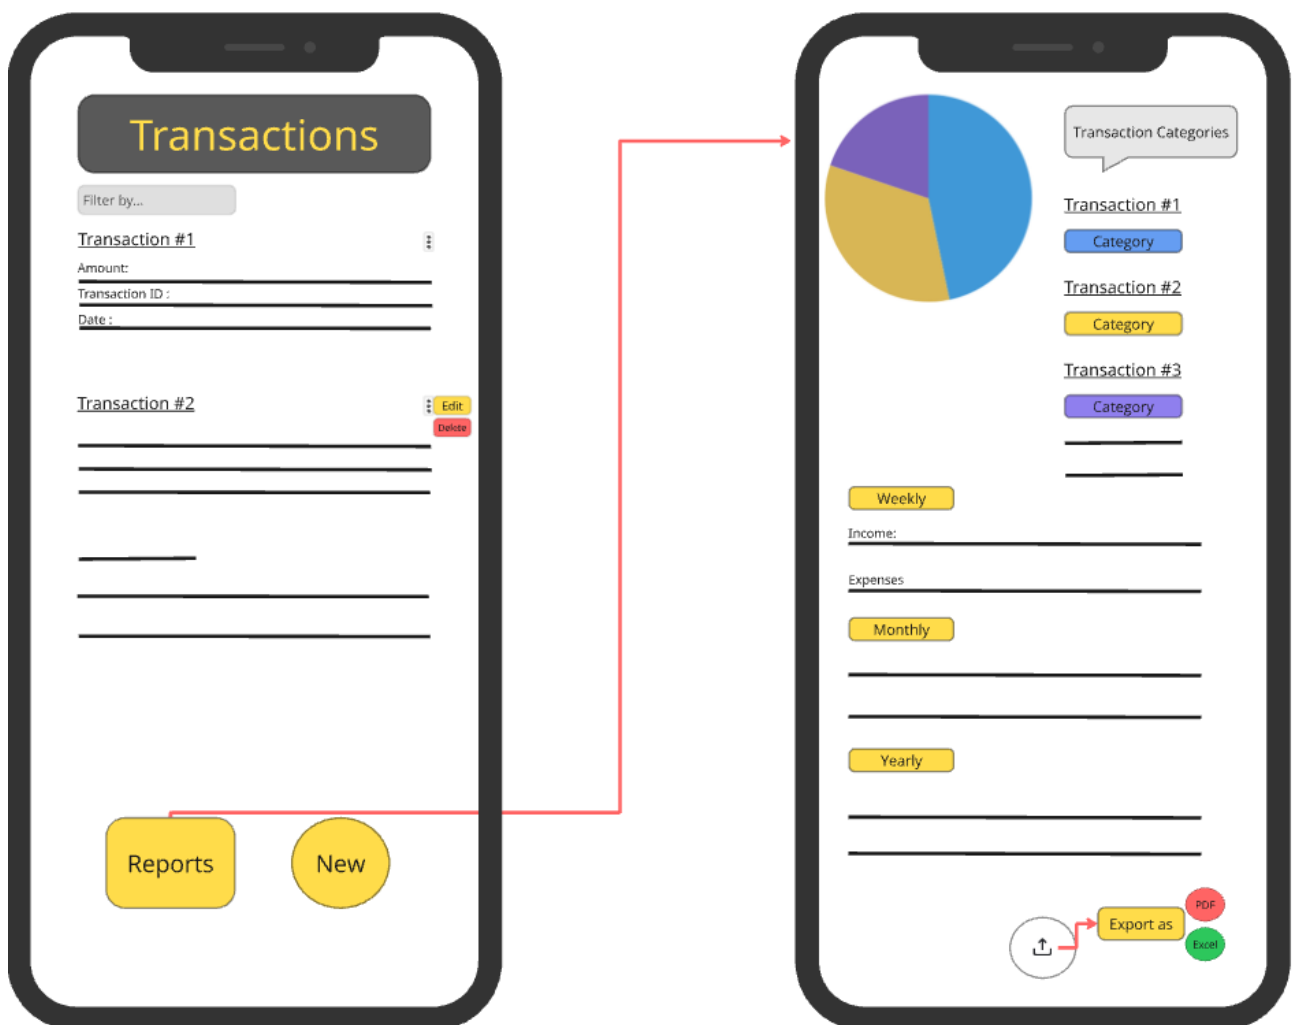 Transactions
Filter by...
Transaction #1
Amount:
Transaction ID :
Date :
Transaction #2
Edit
Delete
Reports
New
Transaction Categories
Transaction #1
Category
Transaction #2
Category
Transaction #3
Category
Weekly
Income:
Expenses
Monthly
Yearly
Export as
PDF
Excel